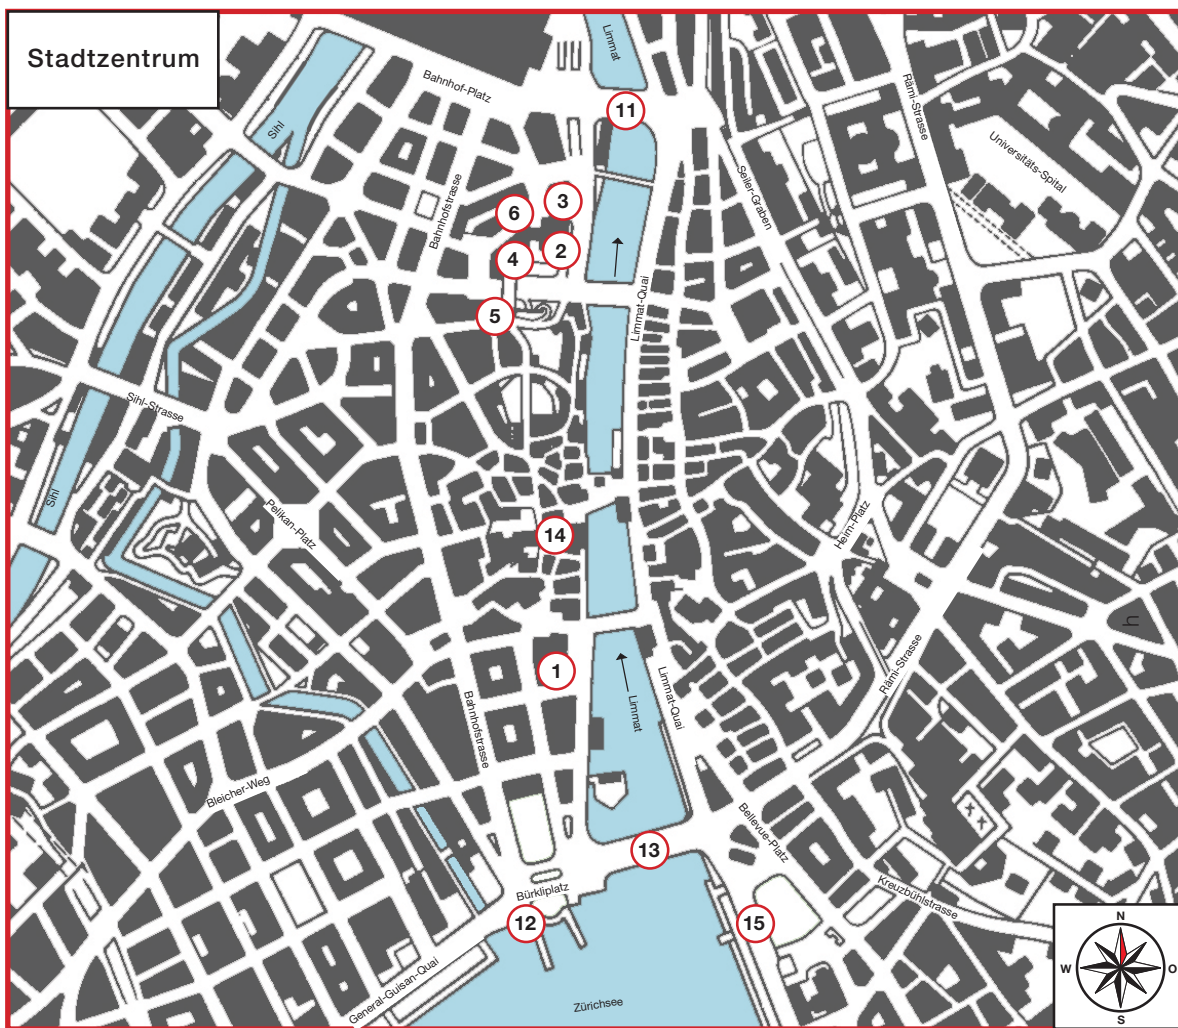 Stadtzentrum
Limmat
Bahnhof-Platz
11
Rämi-Strasse
Sihl
Universitäts-Spital
Seiler-Graben
Bahnhofstrasse
3
6
2
4
5
Limmat-Quai
Sihl-Strasse
Sihl
Pelikan-Platz
14
Heim-Platz
h
1
Rämi-Strasse
Limmat-Quai
Limmat
Bahnhofstrasse
Bleicher-Weg
Bellevue-Platz
13
Bürkliplatz
Kreuzbühlstrasse
12
15
General-Guisan-Quai
Zürichsee
N
W
O
S